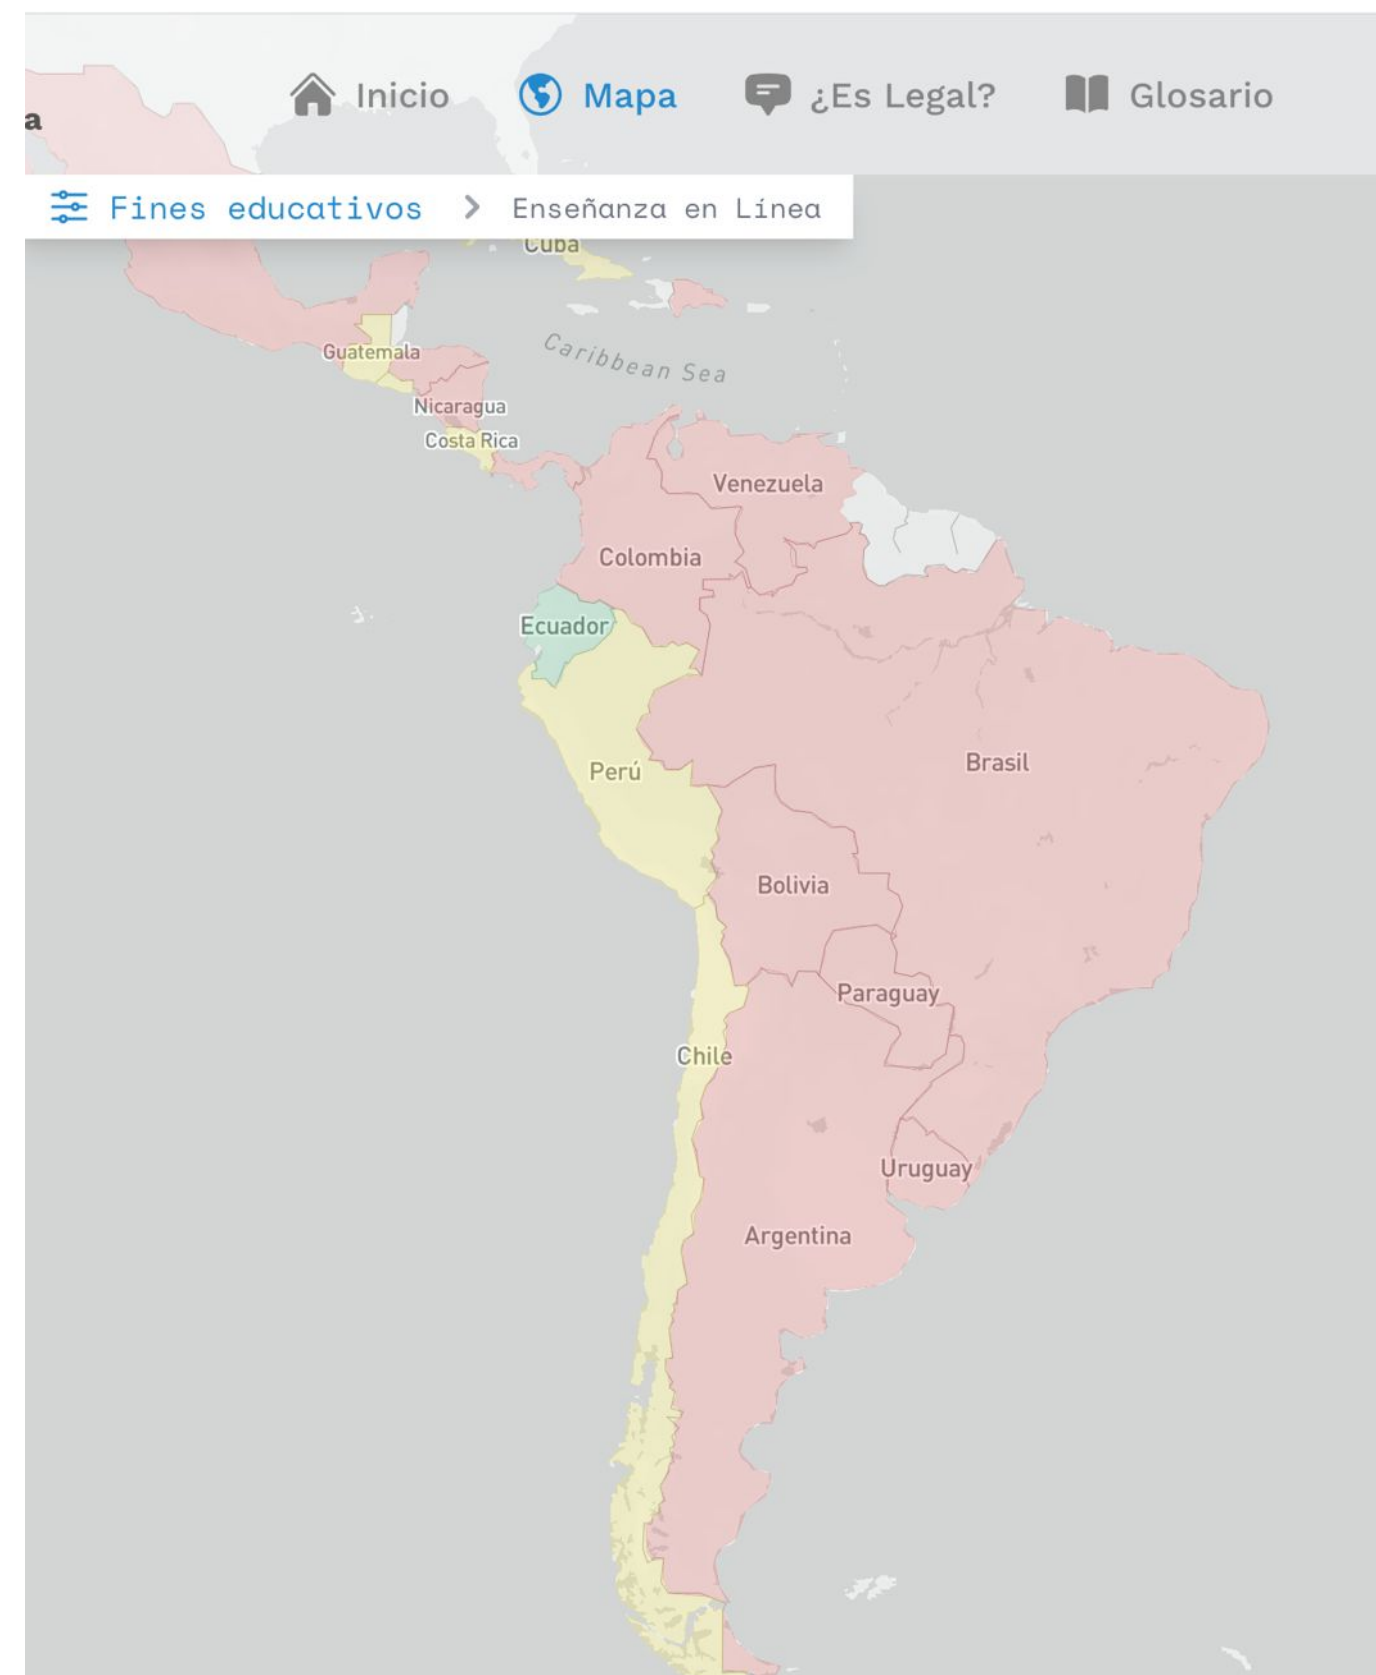 Inicio Mapa ¿Es Legal? Glosario
a
Fines educativos > Enseñanza en Línea
Cuba
Caribbean Sea
Guatemala
Nicaragua
Costa Rica
Venezuela
Colombia
Ecuador
Brasil
Perú
Bolivia
Paraguay
Chile
Uruguay
Argentina